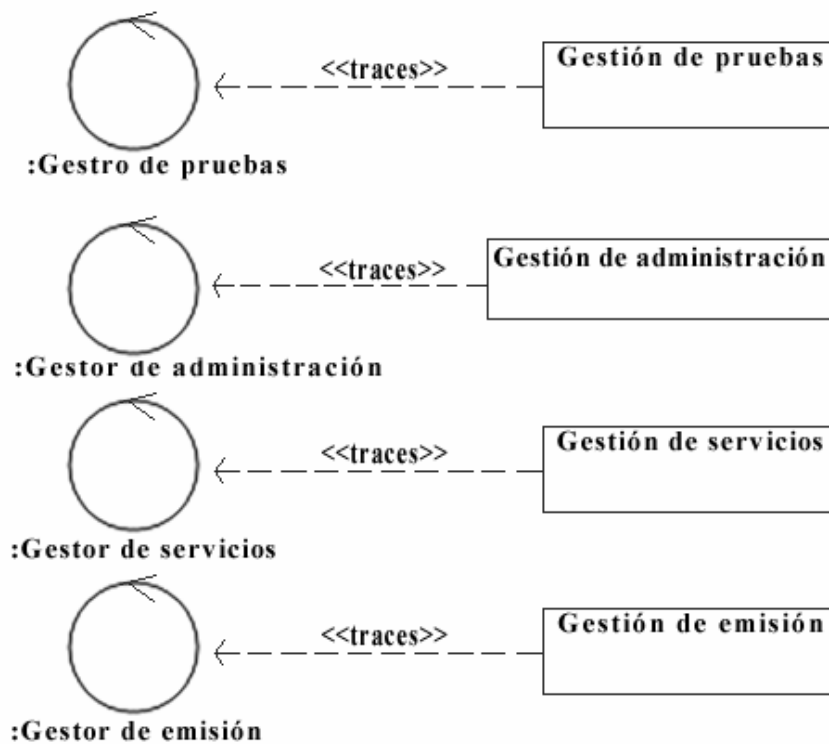 <<traces>>
Gestión de pruebas
:Gestro de pruebas
<<traces>>
Gestión de administración
:Gestor de administración
<<traces>>
Gestión de servicios
:Gestor de servicios
<<traces>>
Gestión de emisión
:Gestor de emisión